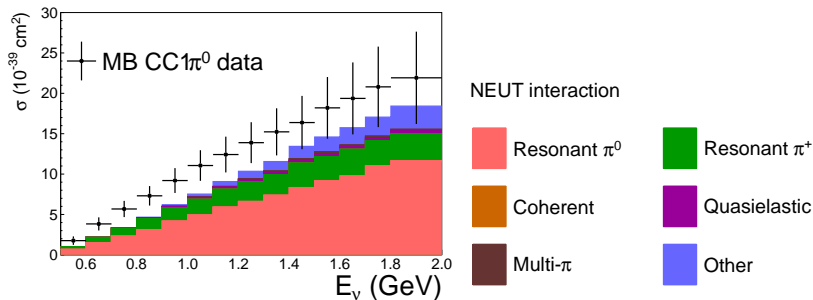 σ (10⁻³⁹ cm²)
30
25
20
15
10
5
0
MB CC1π⁰ data
0.6 0.8 1.0 1.2 1.4 1.6 1.8 2.0
Eν (GeV)
NEUT interaction
Resonant π⁰
Resonant π⁺
Coherent
Quasielastic
Multi-π
Other